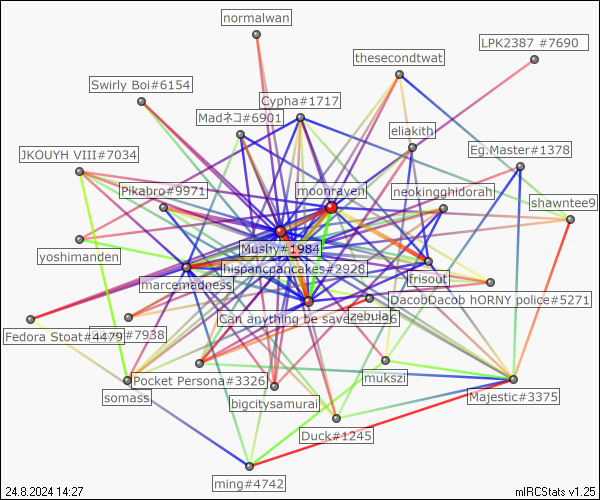 normalwan
LPK2387 #7690
thesecondtwat
Swirly Boi#6154
Cypha#1717
Madネコ#6901
eliakith
Eg.Master#1378
JKOUYH VIII#7034
Pikabro#9971
moonraven
neokingghidorah
shawntee9
Mushy#1984
yoshimanden
hispancpancakes#2928
marcemadness
frisout
DacobDacob hORNY police#5271
Can anything be saved
zebulajams
Fedora Stoat#4479
#7938
Pocket Persona#3326
mukszi
somass
bigcitysamurai
Majestic#3375
Duck#1245
ming#4742
24.8.2024 14:27
mIRCStats v1.25